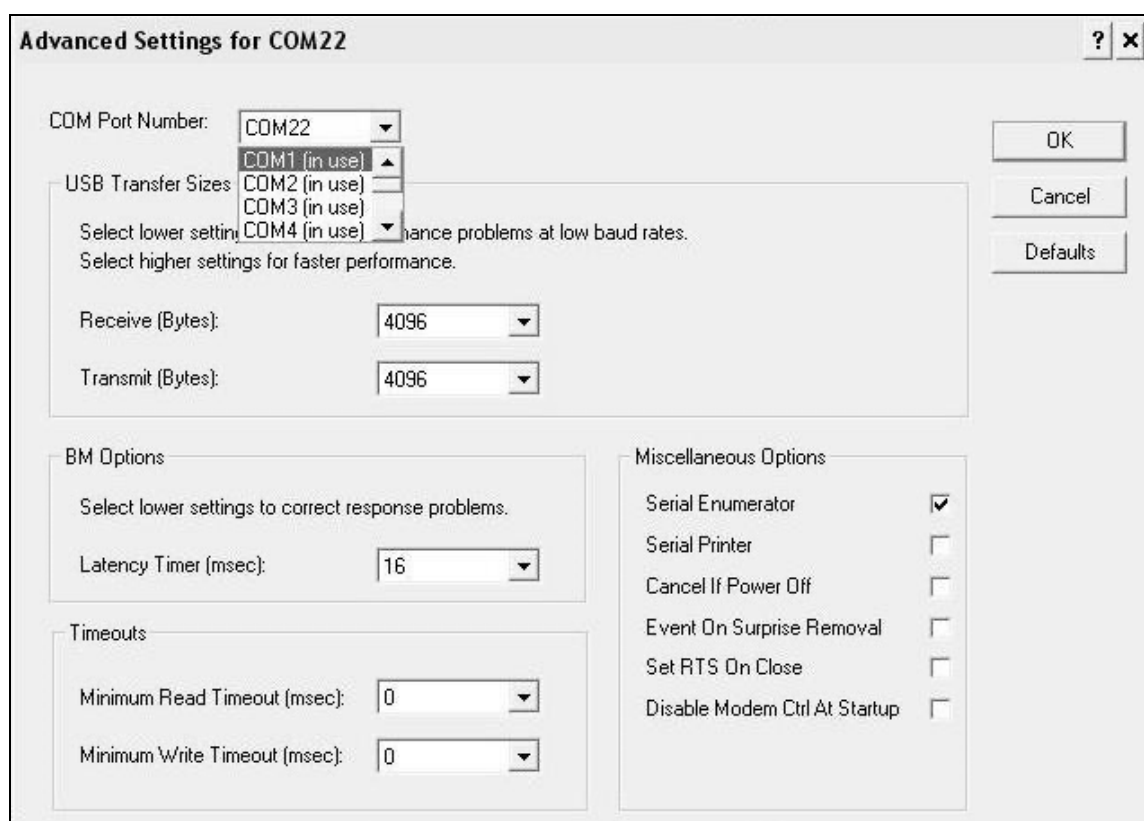 Advanced Settings for COM22
? ×
COM Port Number: COM22
OK
COM1 (in use)
COM2 (in use)
COM3 (in use)
COM4 (in use)
Cancel
Defaults
USB Transfer Sizes
Select lower setting mance problems at low baud rates.
Select higher settings for faster performance.
Receive (Bytes): 4096
Transmit (Bytes): 4096
BM Options
Select lower settings to correct response problems.
Latency Timer (msec): 16
Timeouts
Minimum Read Timeout (msec): 0
Minimum Write Timeout (msec): 0
Miscellaneous Options
Serial Enumerator
Serial Printer
Cancel If Power Off
Event On Surprise Removal
Set RTS On Close
Disable Modem Ctrl At Startup